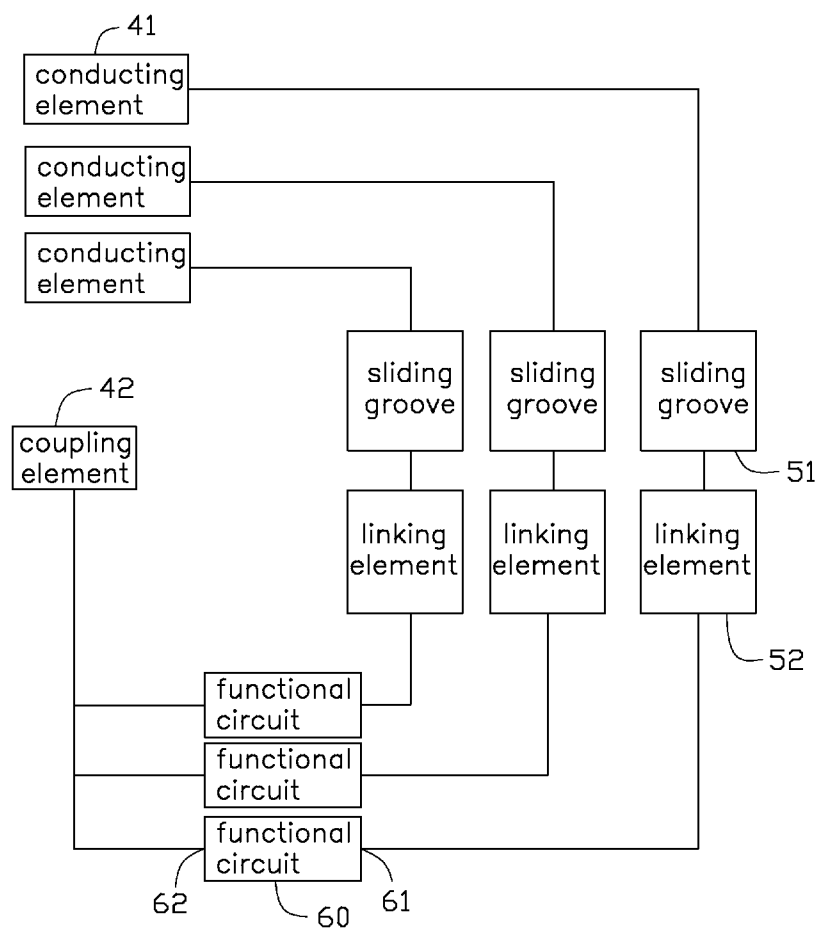 41
conducting
element
conducting
element
conducting
element
sliding
groove
sliding
groove
sliding
groove
42
coupling
element
51
linking
element
linking
element
linking
element
52
functional
circuit
functional
circuit
functional
circuit
62
60
61